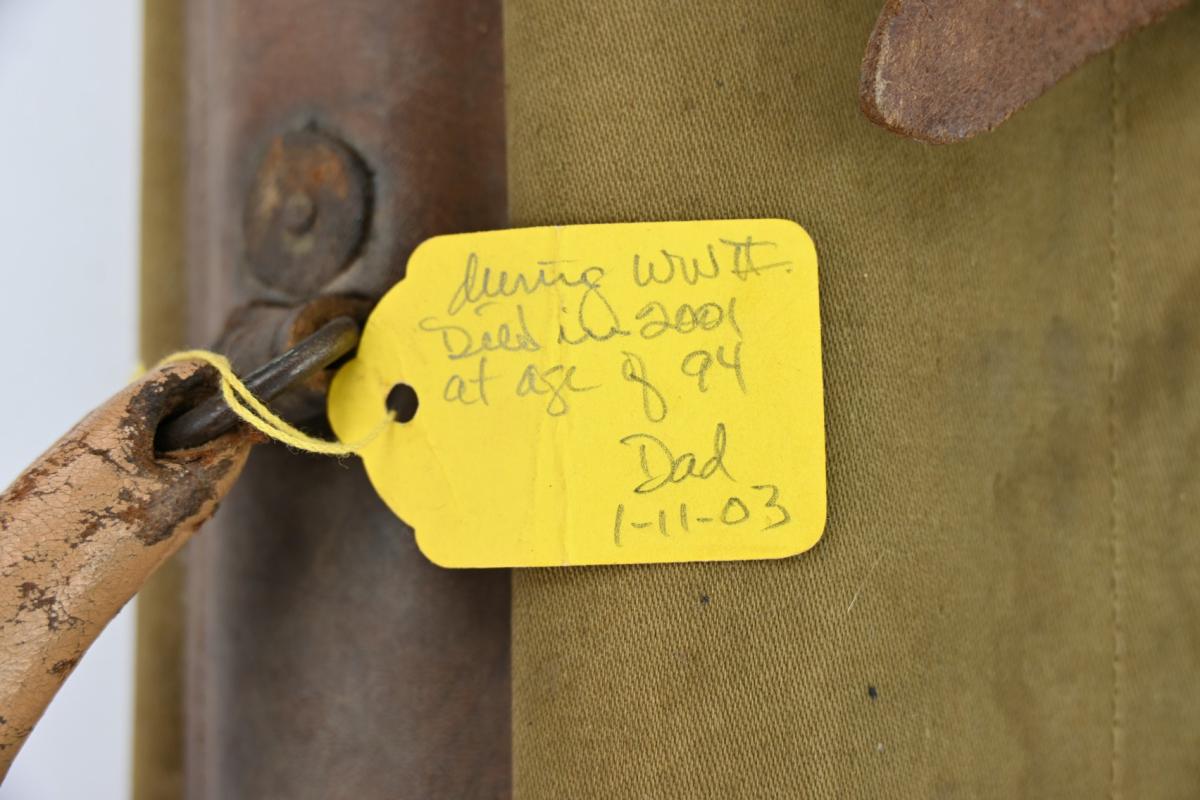 during WWII.
Died in 2001
at age of 94
Dad
1-11-03